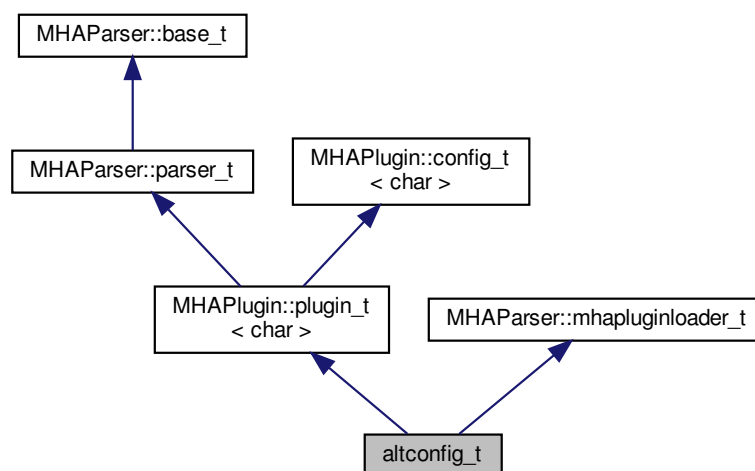 MHAParser::base_t
MHAParser::parser_t
MHAPlugin::config_t
< char >
MHAPlugin::plugin_t
< char >
MHAParser::mhapluginloader_t
altconfig_t